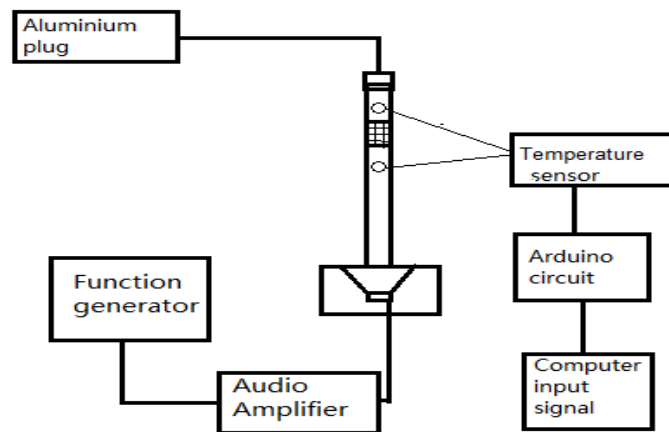 Aluminium
plug
Temperature
sensor
Function
generator
Arduino
circuit
Audio
Amplifier
Computer
input
signal